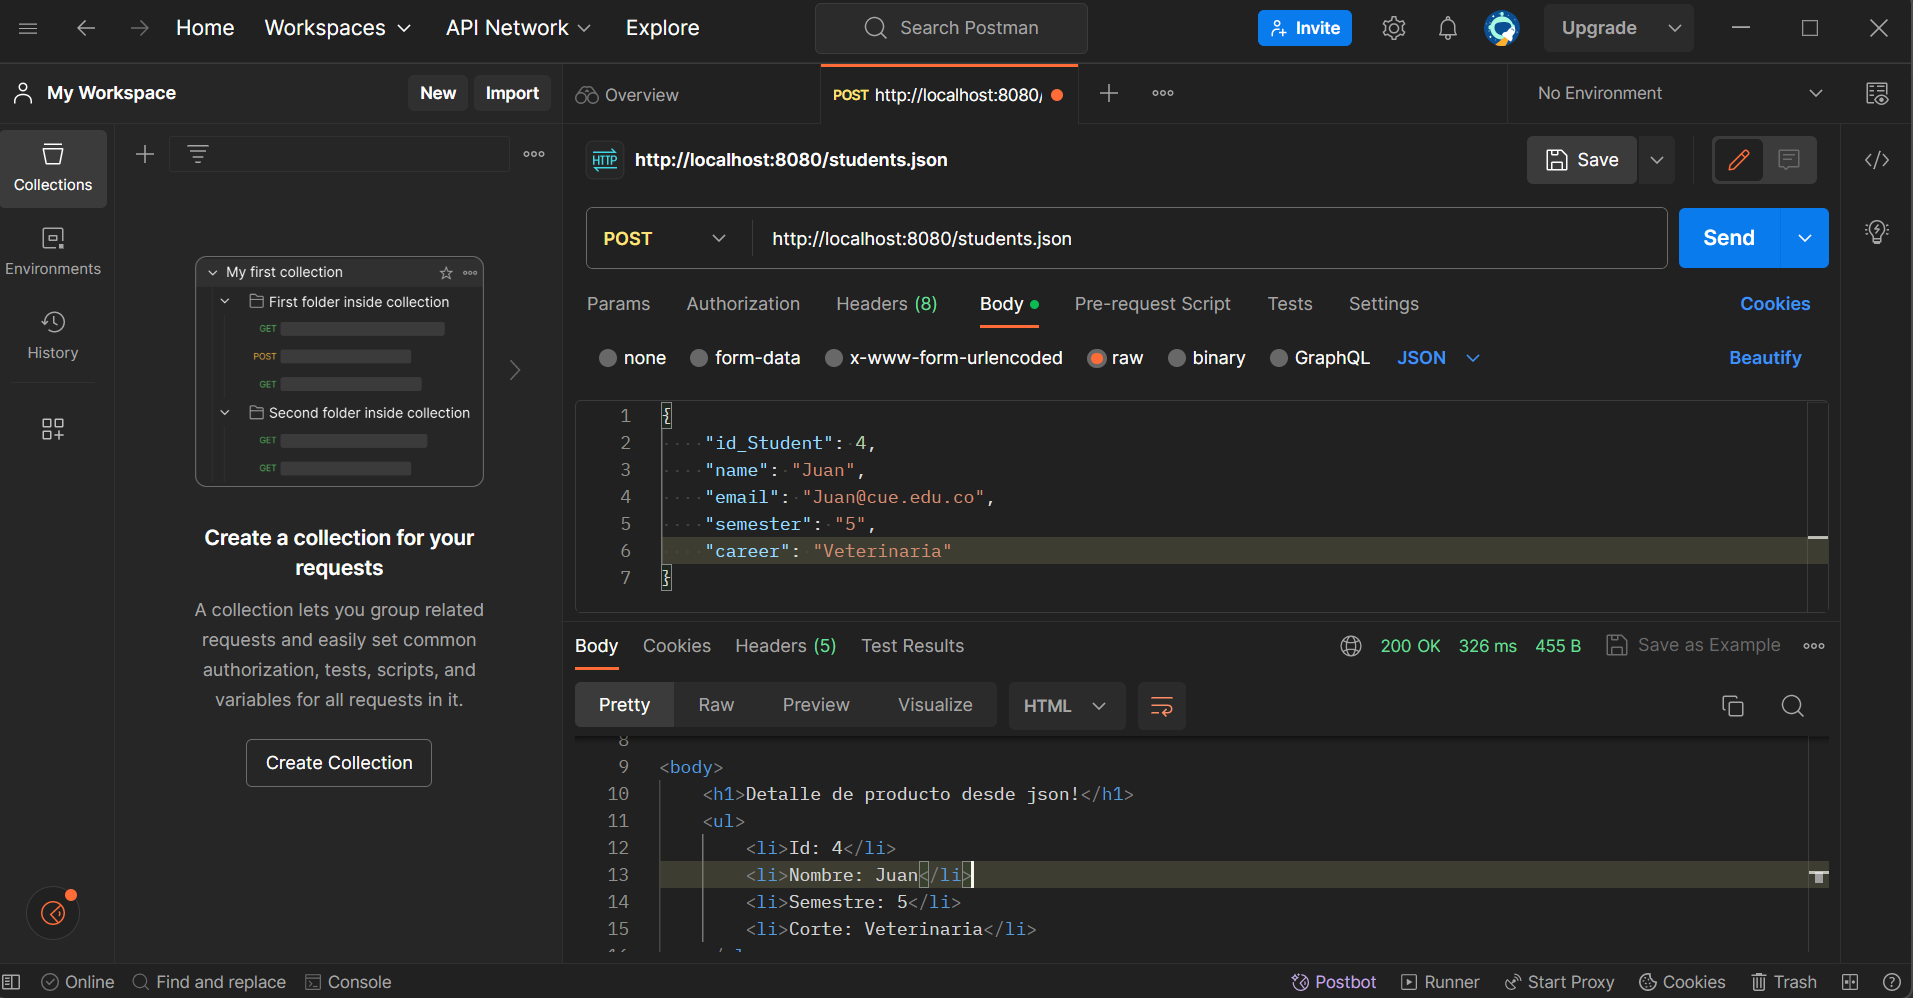 Home Workspaces API Network Explore Search Postman Invite Upgrade
My Workspace New Import Overview POST http://localhost:8080/ No Environment
Collections
Environments
History
My first collection
First folder inside collection
GET
POST
GET
Second folder inside collection
GET
GET
Create a collection for your
requests
A collection lets you group related
requests and easily set common
authorization, tests, scripts, and
variables for all requests in it.
Create Collection
HTTP http://localhost:8080/students.json Save
POST http://localhost:8080/students.json Send
Params Authorization Headers (8) Body Pre-request Script Tests Settings Cookies
none form-data x-www-form-urlencoded raw binary GraphQL JSON Beautify
1 {
2 "id_Student": 4,
3 "name": "Juan",
4 "email": "Juan@cue.edu.co",
5 "semester": "5",
6 "career": "Veterinaria"
7 }
Body Cookies Headers (5) Test Results 200 OK 326 ms 455 B Save as Example
Pretty Raw Preview Visualize HTML
8
9 <body>
10 <h1>Detalle de producto desde json!</h1>
11 <ul>
12 <li>Id: 4</li>
13 <li>Nombre: Juan</li>
14 <li>Semestre: 5</li>
15 <li>Corte: Veterinaria</li>
Online Find and replace Console Postbot Runner Start Proxy Cookies Trash